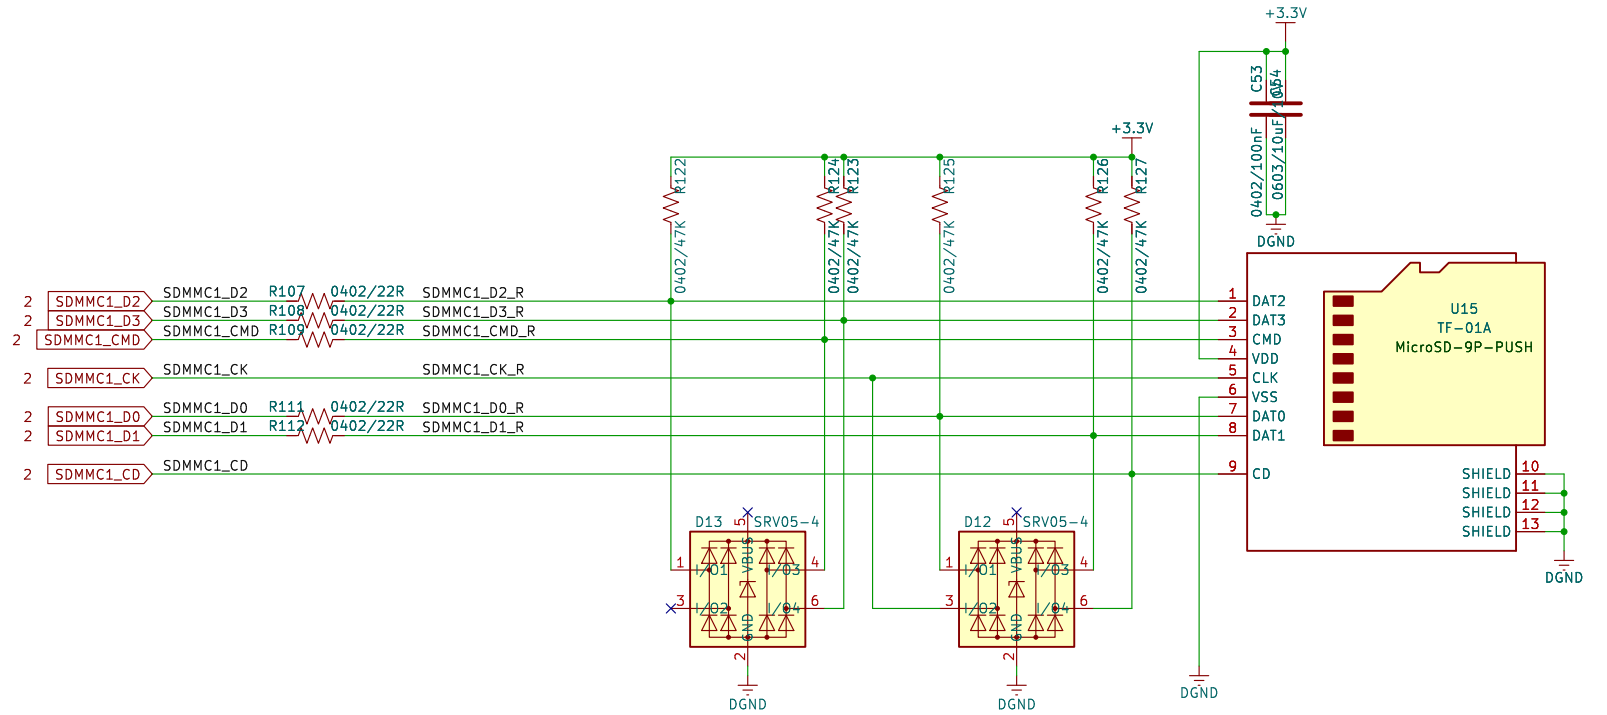 +3.3V
C53
C54
0402/100nF
0603/10uF/10V
DGND
+3.3V
R122
R124
R123
R125
R126
R127
0402/47K
0402/47K
0402/47K
0402/47K
0402/47K
0402/47K
2 SDMMC1_D2 SDMMC1_D2 R107 0402/22R SDMMC1_D2_R 1 DAT2
2 SDMMC1_D3 SDMMC1_D3 R108 0402/22R SDMMC1_D3_R 2 DAT3
2 SDMMC1_CMD SDMMC1_CMD R109 0402/22R SDMMC1_CMD_R 3 CMD
4 VDD
2 SDMMC1_CK SDMMC1_CK SDMMC1_CK_R 5 CLK
6 VSS
2 SDMMC1_D0 SDMMC1_D0 R111 0402/22R SDMMC1_D0_R 7 DAT0
2 SDMMC1_D1 SDMMC1_D1 R112 0402/22R SDMMC1_D1_R 8 DAT1
2 SDMMC1_CD SDMMC1_CD 9 CD
U15
TF-01A
MicroSD-9P-PUSH
SHIELD 10
SHIELD 11
SHIELD 12
SHIELD 13
DGND
D13 5 SRV05-4
VBUS
1 I/O1 I/O3 4
3 I/O2 I/O4 6
GND
2
DGND
D12 5 SRV05-4
VBUS
1 I/O1 I/O3 4
3 I/O2 I/O4 6
GND
2
DGND
DGND